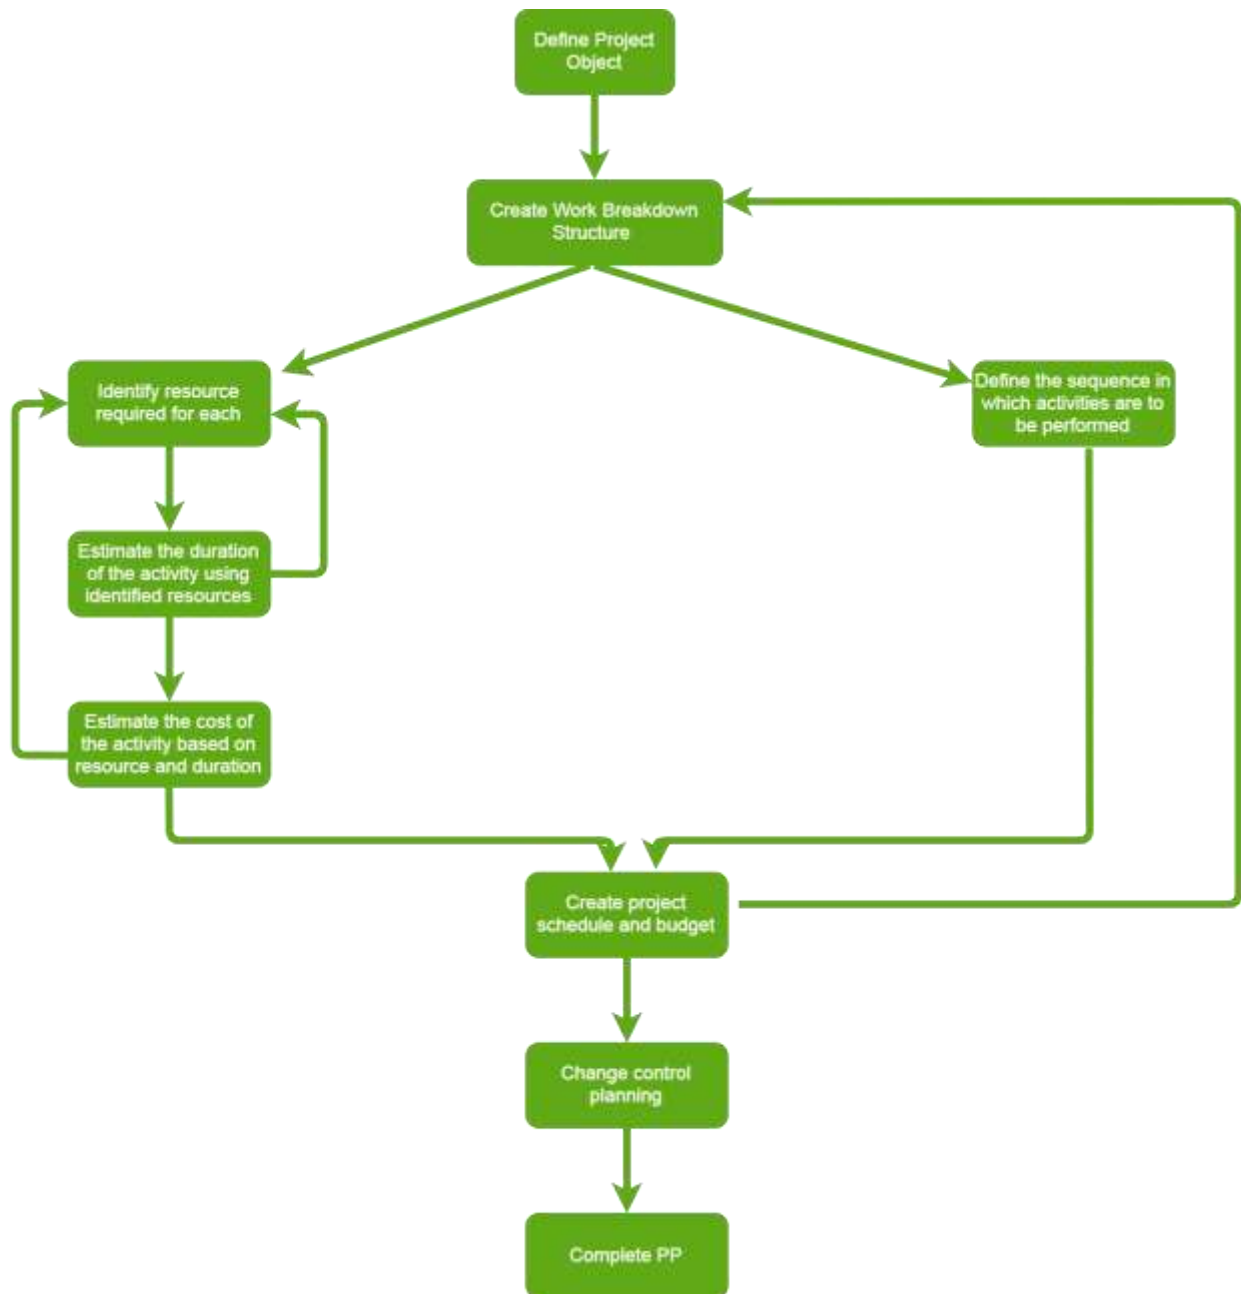 Define Project
Object
Create Work Breakdown
Structure
Identify resource
required for each
Define the sequence in
which activities are to
be performed
Estimate the duration
of the activity using
identified resources
Estimate the cost of
the activity based on
resource and duration
Create project
schedule and budget
Change control
planning
Complete PP